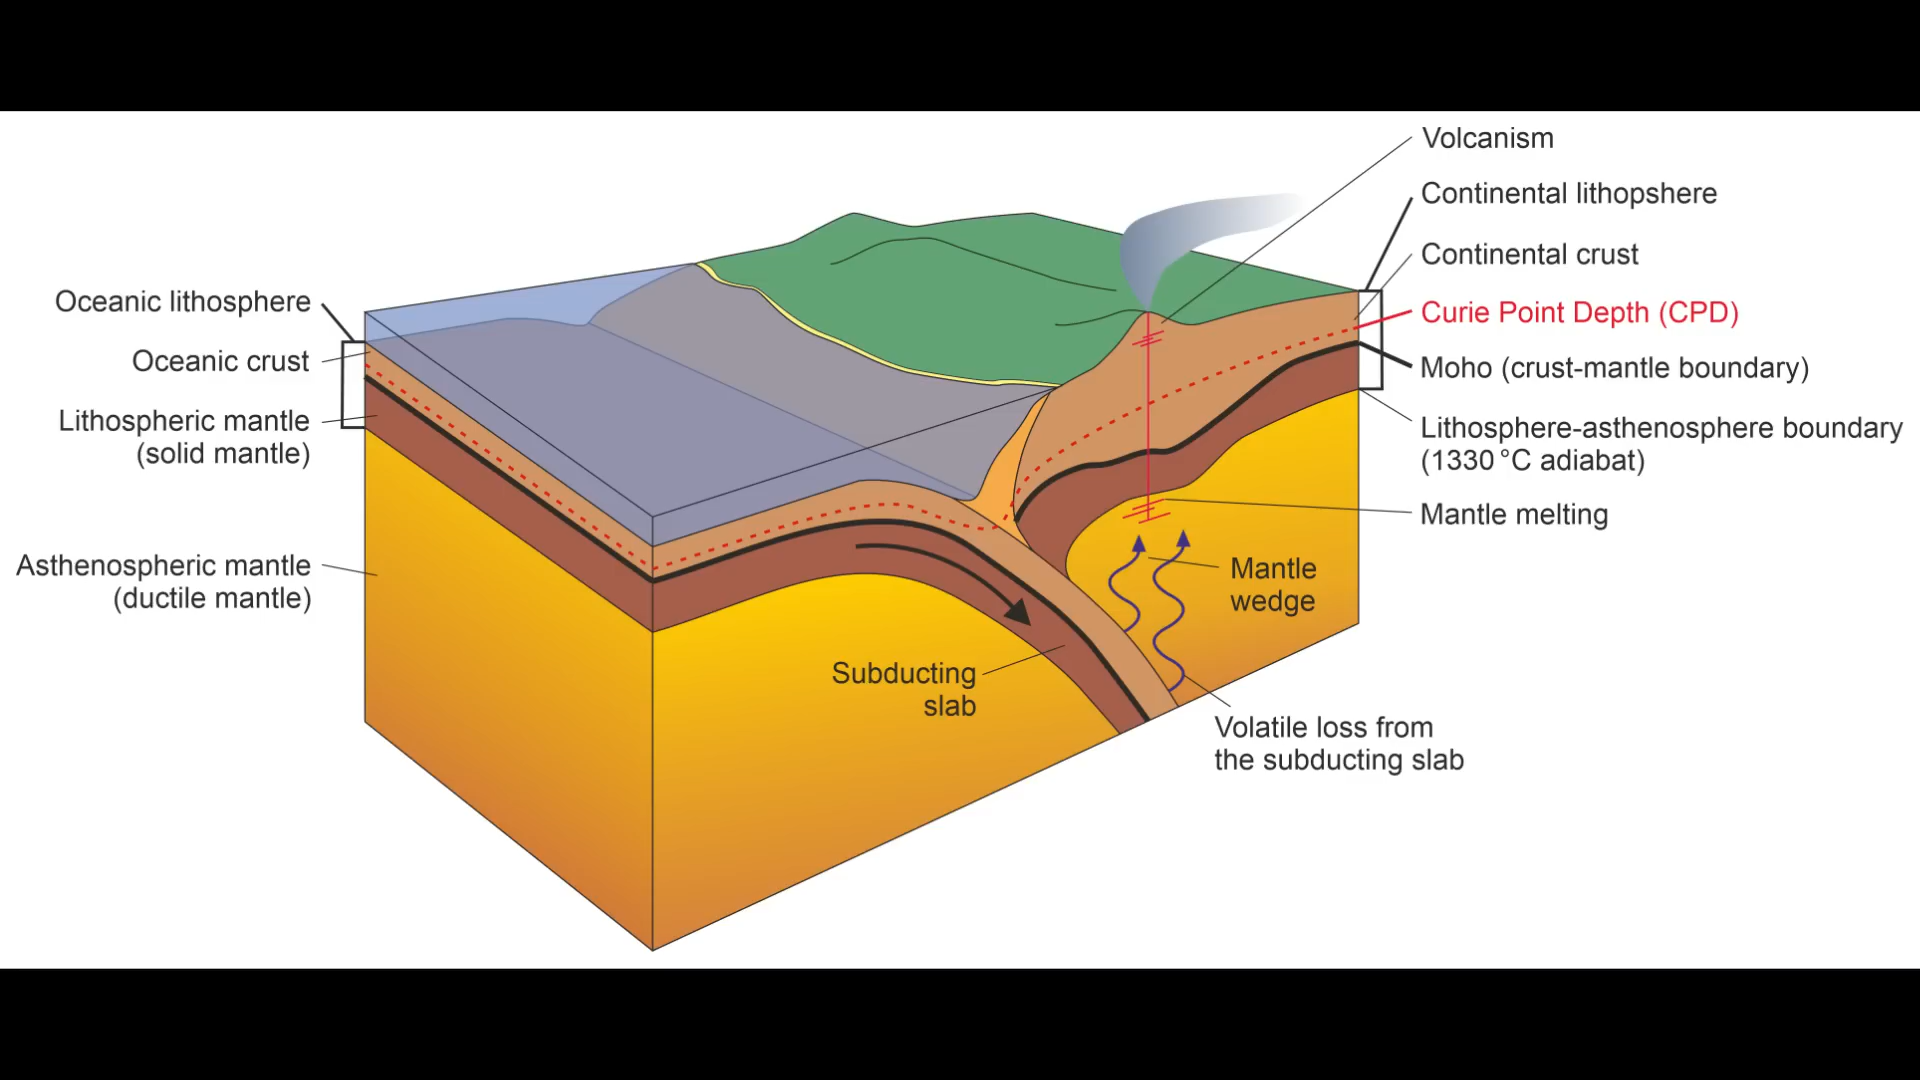 Volcanism
Continental lithopshere
Continental crust
Curie Point Depth (CPD)
Moho (crust-mantle boundary)
Lithosphere-asthenosphere boundary
(1330 °C adiabat)
Mantle melting
Oceanic lithosphere
Oceanic crust
Lithospheric mantle
(solid mantle)
Asthenospheric mantle
(ductile mantle)
Mantle
wedge
Subducting
slab
Volatile loss from
the subducting slab